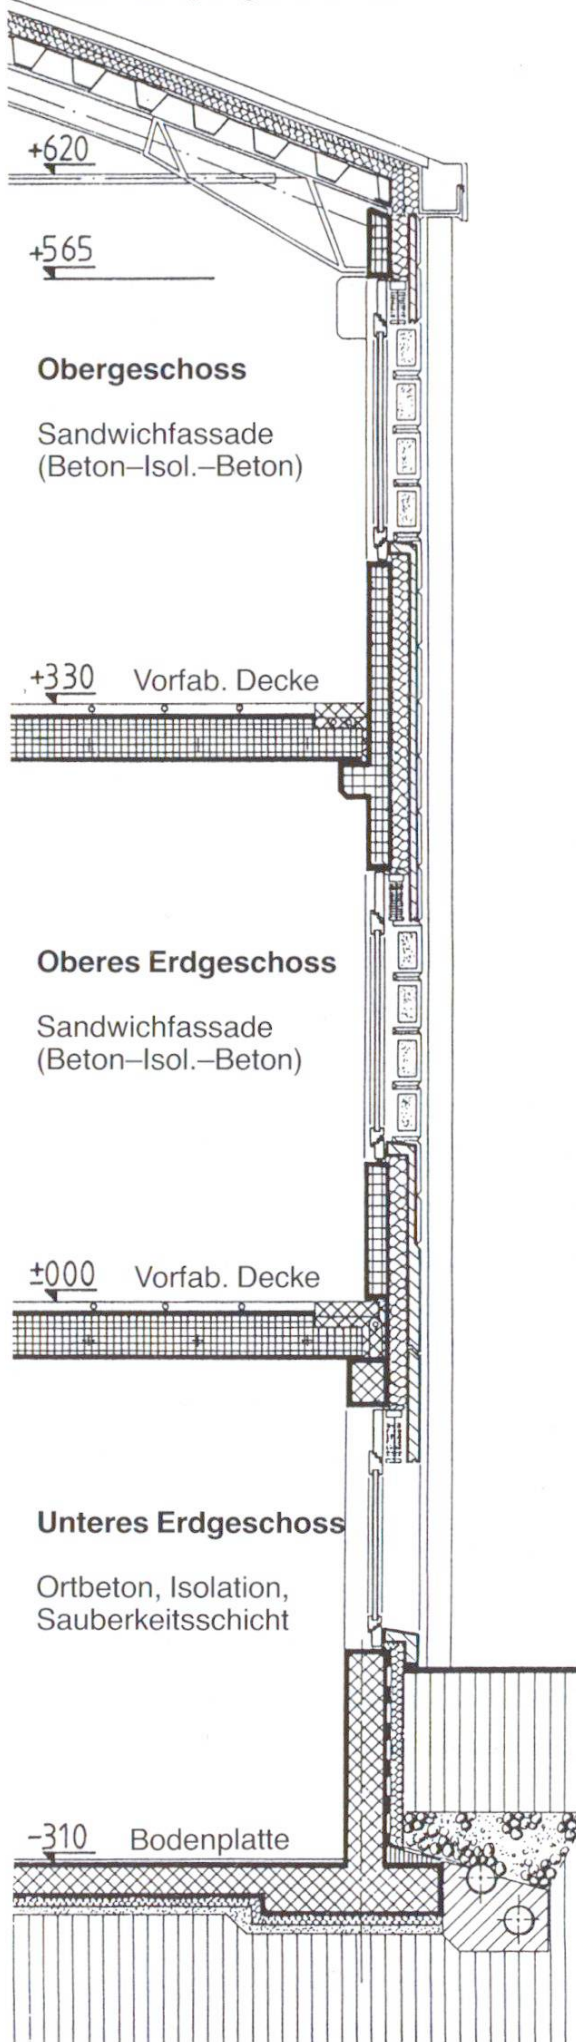 +620
+565
Obergeschoss
Sandwichfassade
(Beton–Isol.–Beton)
+330 Vorfab. Decke
Oberes Erdgeschoss
Sandwichfassade
(Beton–Isol.–Beton)
±000 Vorfab. Decke
Unteres Erdgeschoss
Ortbeton, Isolation,
Sauberkeitsschicht
–310 Bodenplatte